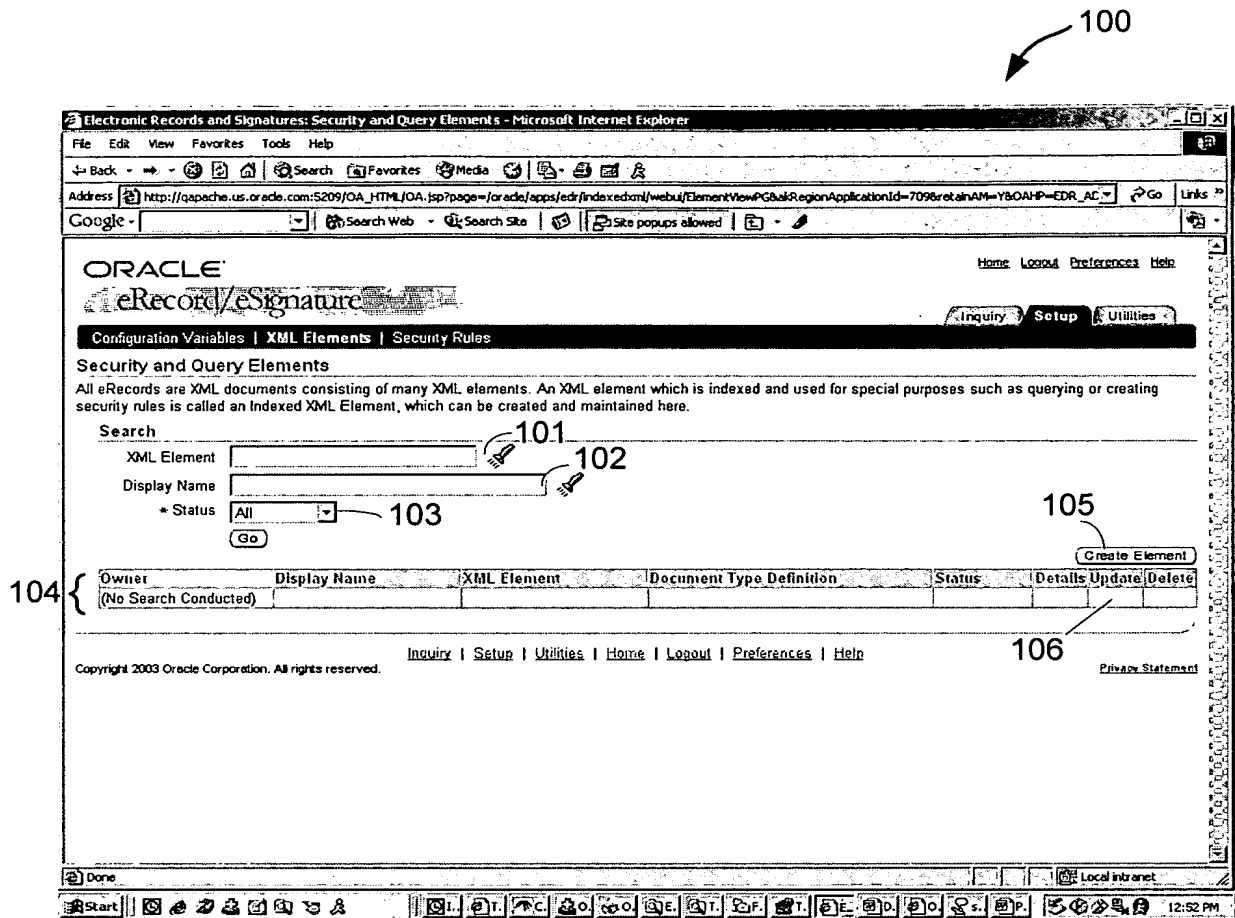 100
Electronic Records and Signatures: Security and Query Elements - Microsoft Internet Explorer
File Edit View Favorites Tools Help
Back Search Favorites Media
Address http://qapache.us.oracle.com:5209/OA_HTML/OA.jsp?page=/oracle/apps/edr/indexedxml/webui/ElementViewPG&akRegionApplicationId=709&retainAM=Y&OAHP=EDR_AC Go Links »
Google - Search Web - Search Site Site popups allowed
ORACLE
Home Logout Preferences Help
eRecord/eSignature
Inquiry Setup Utilities
Configuration Variables | XML Elements | Security Rules
Security and Query Elements
All eRecords are XML documents consisting of many XML elements. An XML element which is indexed and used for special purposes such as querying or creating
security rules is called an Indexed XML Element, which can be created and maintained here.
Search
XML Element 101
Display Name 102
* Status All 103
Go
105
Create Element
104 {
Owner Display Name XML Element Document Type Definition Status Details Update Delete
(No Search Conducted)
106
Inquiry | Setup | Utilities | Home | Logout | Preferences | Help
Copyright 2003 Oracle Corporation. All rights reserved.
Privacy Statement
Done Local intranet
Start I.. T. C. O. O. E. T. F. T. E. D. O. S. P. 12:52 PM